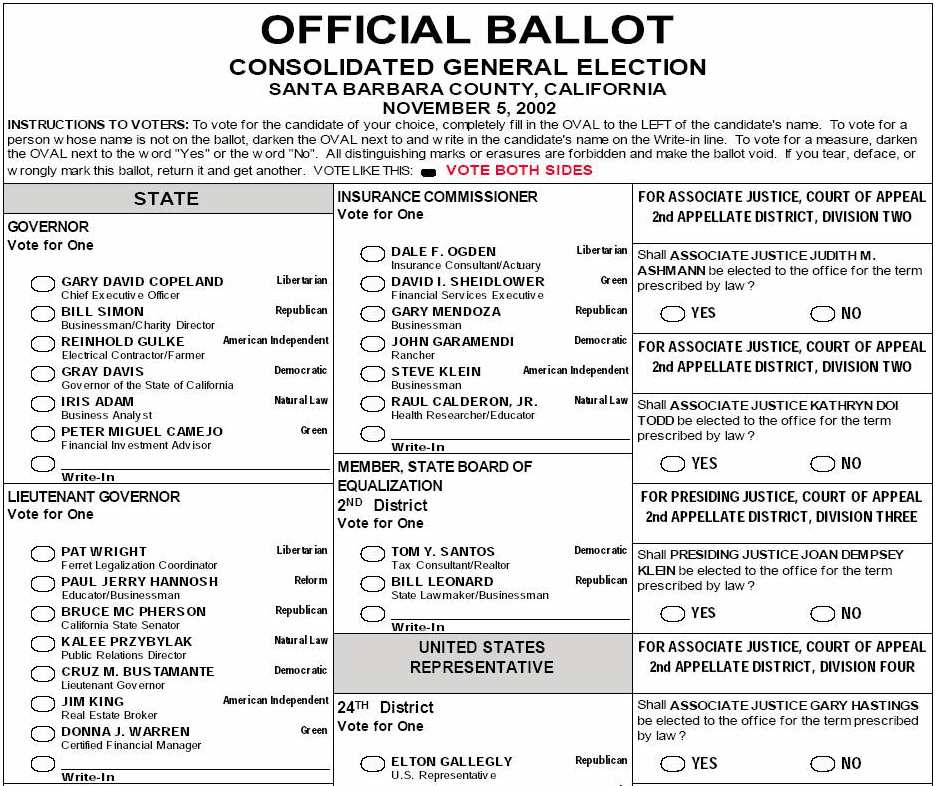 OFFICIAL BALLOT
CONSOLIDATED GENERAL ELECTION
SANTA BARBARA COUNTY, CALIFORNIA
NOVEMBER 5, 2002
INSTRUCTIONS TO VOTERS: To vote for the candidate of your choice, completely fill in the OVAL to the LEFT of the candidate's name. To vote for a
person whose name is not on the ballot, darken the OVAL next to and write in the candidate's name on the Write-in line. To vote for a measure, darken
the OVAL next to the word "Yes" or the word "No". All distinguishing marks or erasures are forbidden and make the ballot void. If you tear, deface, or
wrongly mark this ballot, return it and get another. VOTE LIKE THIS: VOTE BOTH SIDES
STATE
GOVERNOR
Vote for One
GARY DAVID COPELAND Libertarian
Chief Executive Officer
BILL SIMON Republican
Businessman/Charity Director
REINHOLD GULKE American Independent
Electrical Contractor/Farmer
GRAY DAVIS Democratic
Governor of the State of California
IRIS ADAM Natural Law
Business Analyst
PETER MIGUEL CAMEJO Green
Financial Investment Advisor
Write-In
LIEUTENANT GOVERNOR
Vote for One
PAT WRIGHT Libertarian
Ferret Legalization Coordinator
PAUL JERRY HANNOSH Reform
Educator/Businessman
BRUCE MC PHERSON Republican
California State Senator
KALEE PRZYBYLAK Natural Law
Public Relations Director
CRUZ M. BUSTAMANTE Democratic
Lieutenant Governor
JIM KING American Independent
Real Estate Broker
DONNA J. WARREN Green
Certified Financial Manager
Write-In
INSURANCE COMMISSIONER
Vote for One
DALE F. OGDEN Libertarian
Insurance Consultant/Actuary
DAVID I. SHEIDLOWER Green
Financial Services Executive
GARY MENDOZA Republican
Businessman
JOHN GARAMENDI Democratic
Rancher
STEVE KLEIN American Independent
Businessman
RAUL CALDERON, JR. Natural Law
Health Researcher/Educator
Write-In
MEMBER, STATE BOARD OF
EQUALIZATION
2ND District
Vote for One
TOM Y. SANTOS Democratic
Tax Consultant/Realtor
BILL LEONARD Republican
State Lawmaker/Businessman
Write-In
UNITED STATES
REPRESENTATIVE
24TH District
Vote for One
ELTON GALLEGLY Republican
U.S. Representative
FOR ASSOCIATE JUSTICE, COURT OF APPEAL
2nd APPELLATE DISTRICT, DIVISION TWO
Shall ASSOCIATE JUSTICE JUDITH M.
ASHMANN be elected to the office for the term
prescribed by law?
YES NO
FOR ASSOCIATE JUSTICE, COURT OF APPEAL
2nd APPELLATE DISTRICT, DIVISION TWO
Shall ASSOCIATE JUSTICE KATHRYN DOI
TODD be elected to the office for the term
prescribed by law?
YES NO
FOR PRESIDING JUSTICE, COURT OF APPEAL
2nd APPELLATE DISTRICT, DIVISION THREE
Shall PRESIDING JUSTICE JOAN DEMPSEY
KLEIN be elected to the office for the term
prescribed by law?
YES NO
FOR ASSOCIATE JUSTICE, COURT OF APPEAL
2nd APPELLATE DISTRICT, DIVISION FOUR
Shall ASSOCIATE JUSTICE GARY HASTINGS
be elected to the office for the term prescribed
by law?
YES NO